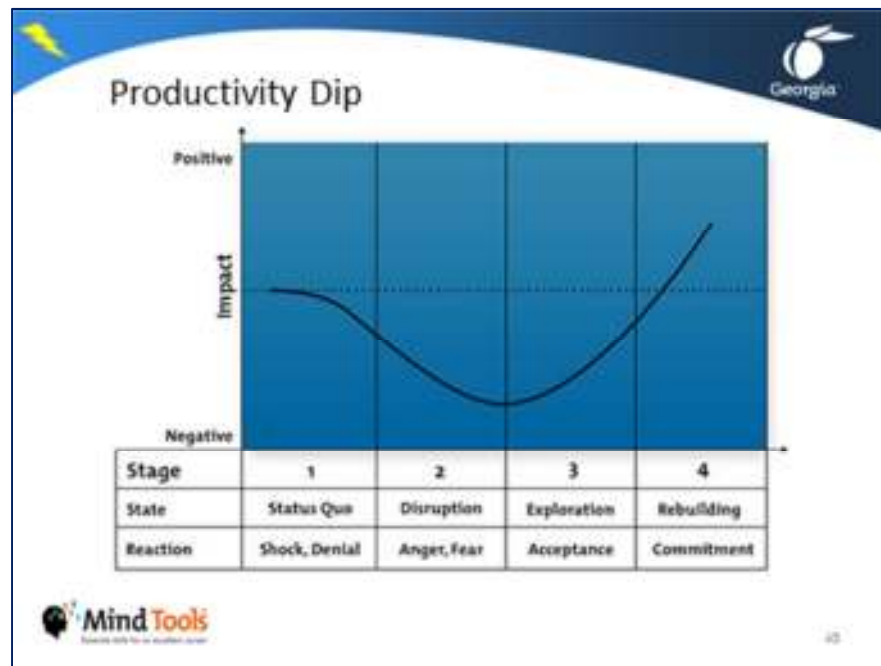 Georgia
Productivity Dip
Positive
Impact
Negative
Stage 1 2 3 4
State Status Quo Disruption Exploration Rebuilding
Reaction Shock, Denial Anger, Fear Acceptance Commitment
Mind Tools